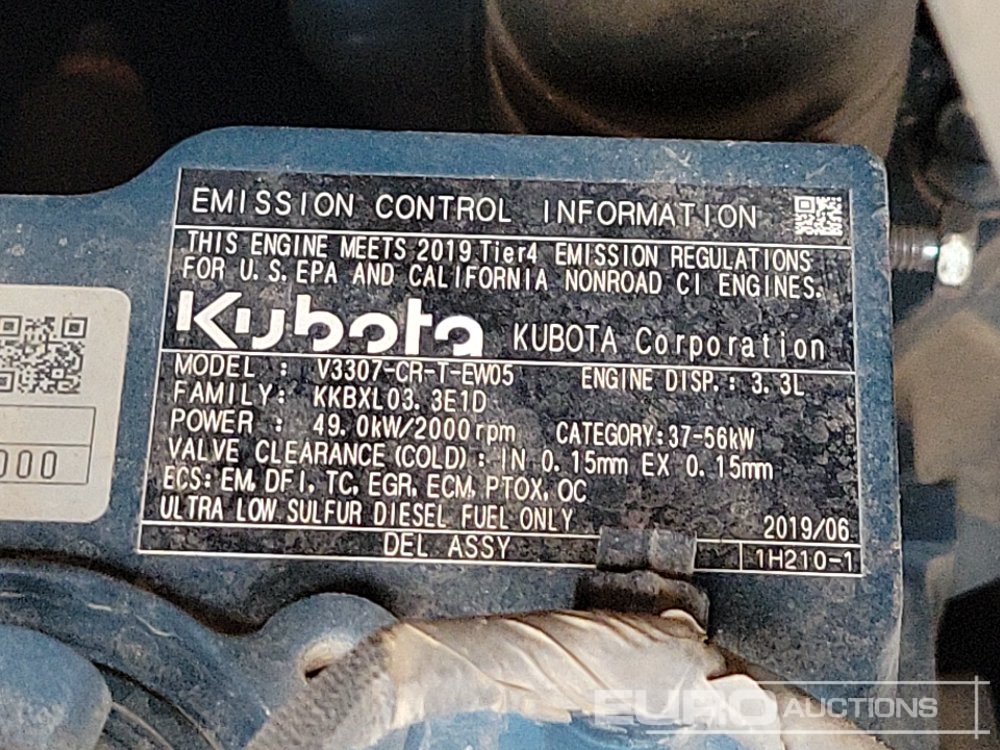 EMISSION CONTROL INFORMATION
THIS ENGINE MEETS 2019 Tier4 EMISSION REGULATIONS
FOR U.S. EPA AND CALIFORNIA NONROAD CI ENGINES.
Kubota KUBOTA Corporation
MODEL : V3307-CR-T-EW05 ENGINE DISP.: 3.3L
FAMILY: KKBXL03.3E1D
POWER : 49.0kW/2000rpm CATEGORY:37-56kW
VALVE CLEARANCE(COLD): IN 0.15mm EX 0.15mm
ECS: EM, DFI, TC, EGR, ECM, PTOX, OC
ULTRA LOW SULFUR DIESEL FUEL ONLY 2019/06
DEL ASSY 1H210-1
000
EURO AUCTIONS